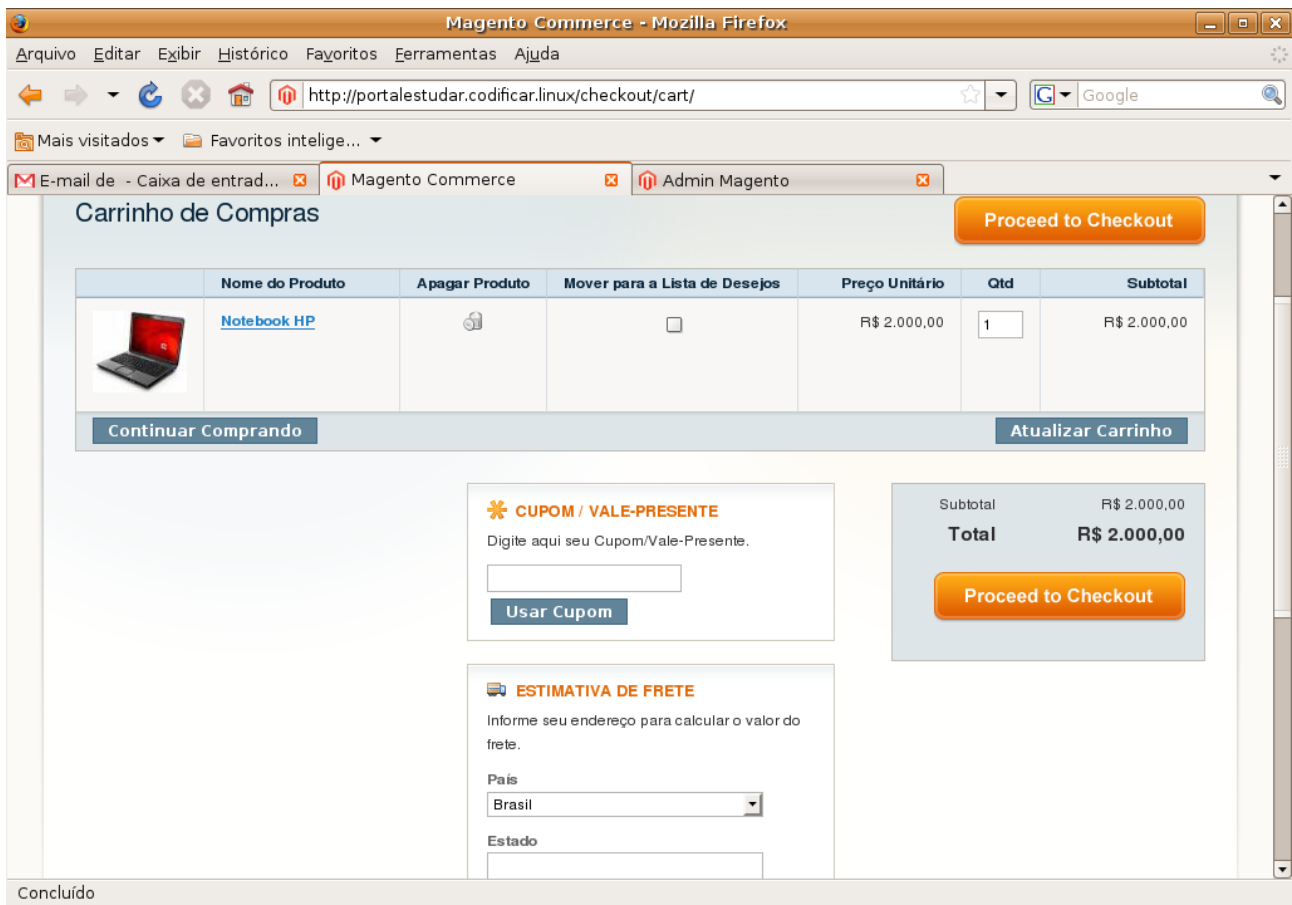 Magento Commerce - Mozilla Firefox
Arquivo Editar Exibir Histórico Favoritos Ferramentas Ajuda
http://portalestudar.codificar.linux/checkout/cart/
G Google
Mais visitados Favoritos intelige...
E-mail de - Caixa de entrad... Magento Commerce Admin Magento
Carrinho de Compras
Proceed to Checkout
Nome do Produto Apagar Produto Mover para a Lista de Desejos Preço Unitário Qtd Subtotal
Notebook HP R$ 2.000,00 1 R$ 2.000,00
Continuar Comprando Atualizar Carrinho
CUPOM / VALE-PRESENTE
Digite aqui seu Cupom/Vale-Presente.
Usar Cupom
Subtotal R$ 2.000,00
Total R$ 2.000,00
Proceed to Checkout
ESTIMATIVA DE FRETE
Informe seu endereço para calcular o valor do
frete.
País
Brasil
Estado
Concluído